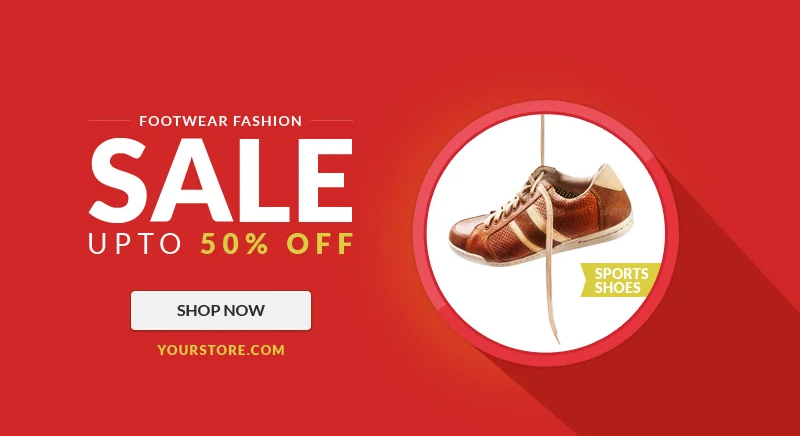 FOOTWEAR FASHION
SALE
UPTO 50% OFF
SHOP NOW
YOURSTORE.COM
SPORTS
SHOES